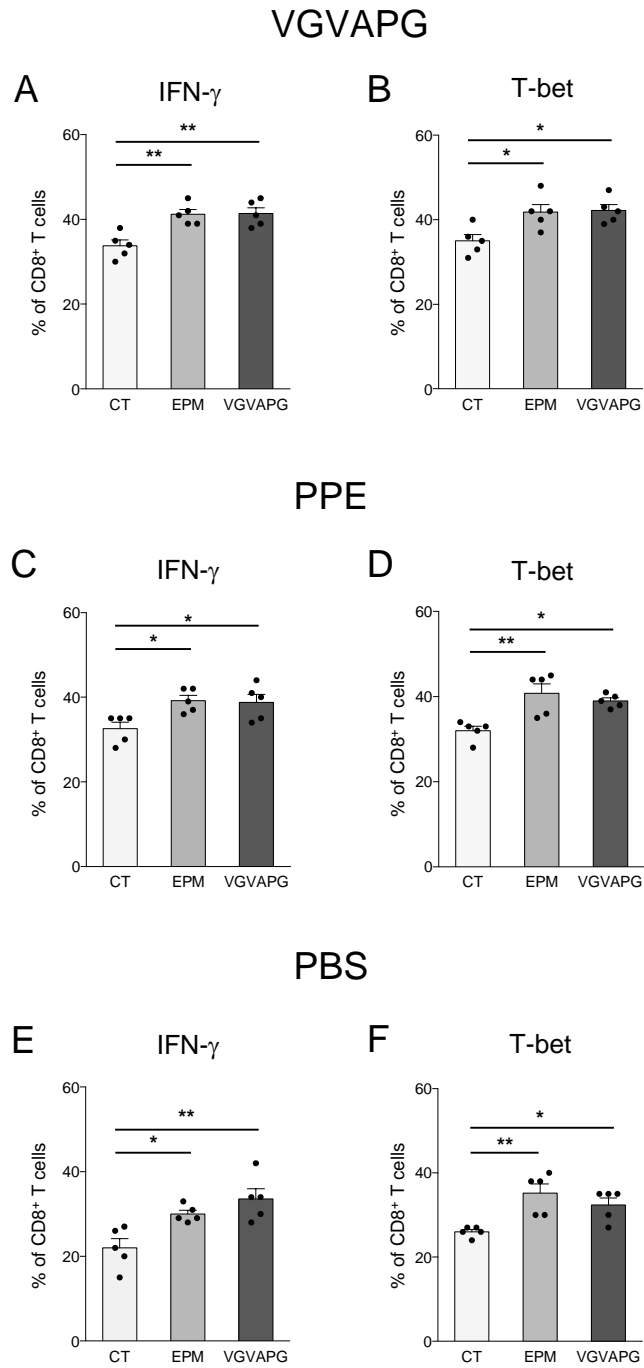 VGVAPG
A
IFN-γ
% of CD8⁺ T cells
60
40
20
0
**
**
CT EPM VGVAPG
B
T-bet
% of CD8⁺ T cells
60
40
20
0
*
*
CT EPM VGVAPG
PPE
C
IFN-γ
% of CD8⁺ T cells
60
40
20
0
*
*
CT EPM VGVAPG
D
T-bet
% of CD8⁺ T cells
60
40
20
0
*
**
CT EPM VGVAPG
PBS
E
IFN-γ
% of CD8⁺ T cells
60
40
20
0
**
*
CT EPM VGVAPG
F
T-bet
% of CD8⁺ T cells
60
40
20
0
*
**
CT EPM VGVAPG